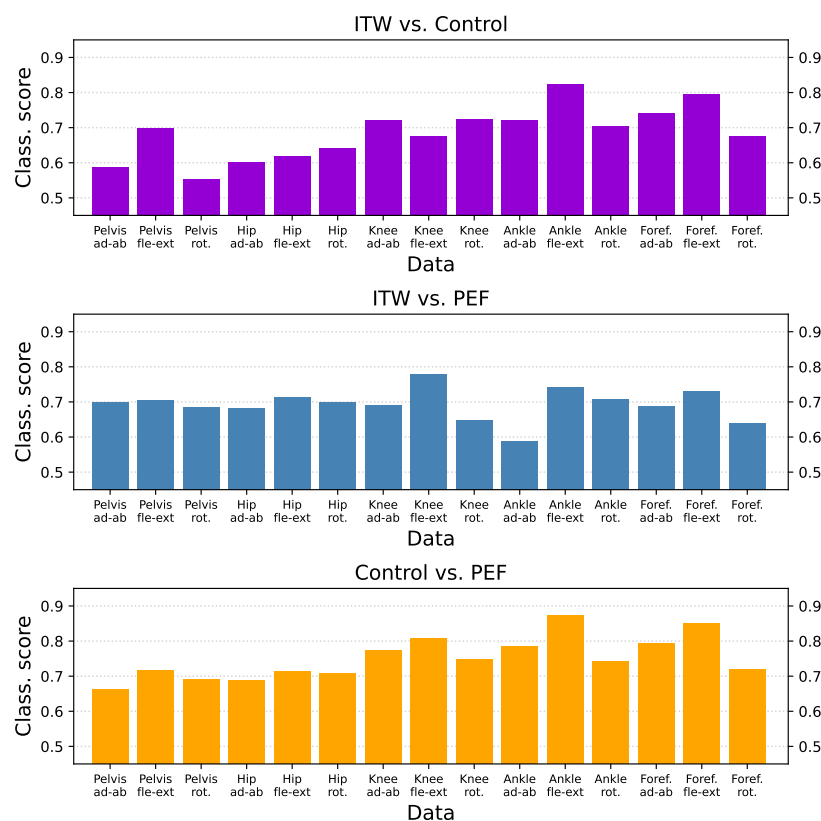 ITW vs. Control
Class. score
0.9 0.9
0.8 0.8
0.7 0.7
0.6 0.6
0.5 0.5
Pelvis Pelvis Pelvis Hip Hip Hip Knee Knee Knee Ankle Ankle Ankle Foref. Foref. Foref.
ad-ab fle-ext rot. ad-ab fle-ext rot. ad-ab fle-ext rot. ad-ab fle-ext rot. ad-ab fle-ext rot.
Data
ITW vs. PEF
Class. score
0.9 0.9
0.8 0.8
0.7 0.7
0.6 0.6
0.5 0.5
Pelvis Pelvis Pelvis Hip Hip Hip Knee Knee Knee Ankle Ankle Ankle Foref. Foref. Foref.
ad-ab fle-ext rot. ad-ab fle-ext rot. ad-ab fle-ext rot. ad-ab fle-ext rot. ad-ab fle-ext rot.
Data
Control vs. PEF
Class. score
0.9 0.9
0.8 0.8
0.7 0.7
0.6 0.6
0.5 0.5
Pelvis Pelvis Pelvis Hip Hip Hip Knee Knee Knee Ankle Ankle Ankle Foref. Foref. Foref.
ad-ab fle-ext rot. ad-ab fle-ext rot. ad-ab fle-ext rot. ad-ab fle-ext rot. ad-ab fle-ext rot.
Data